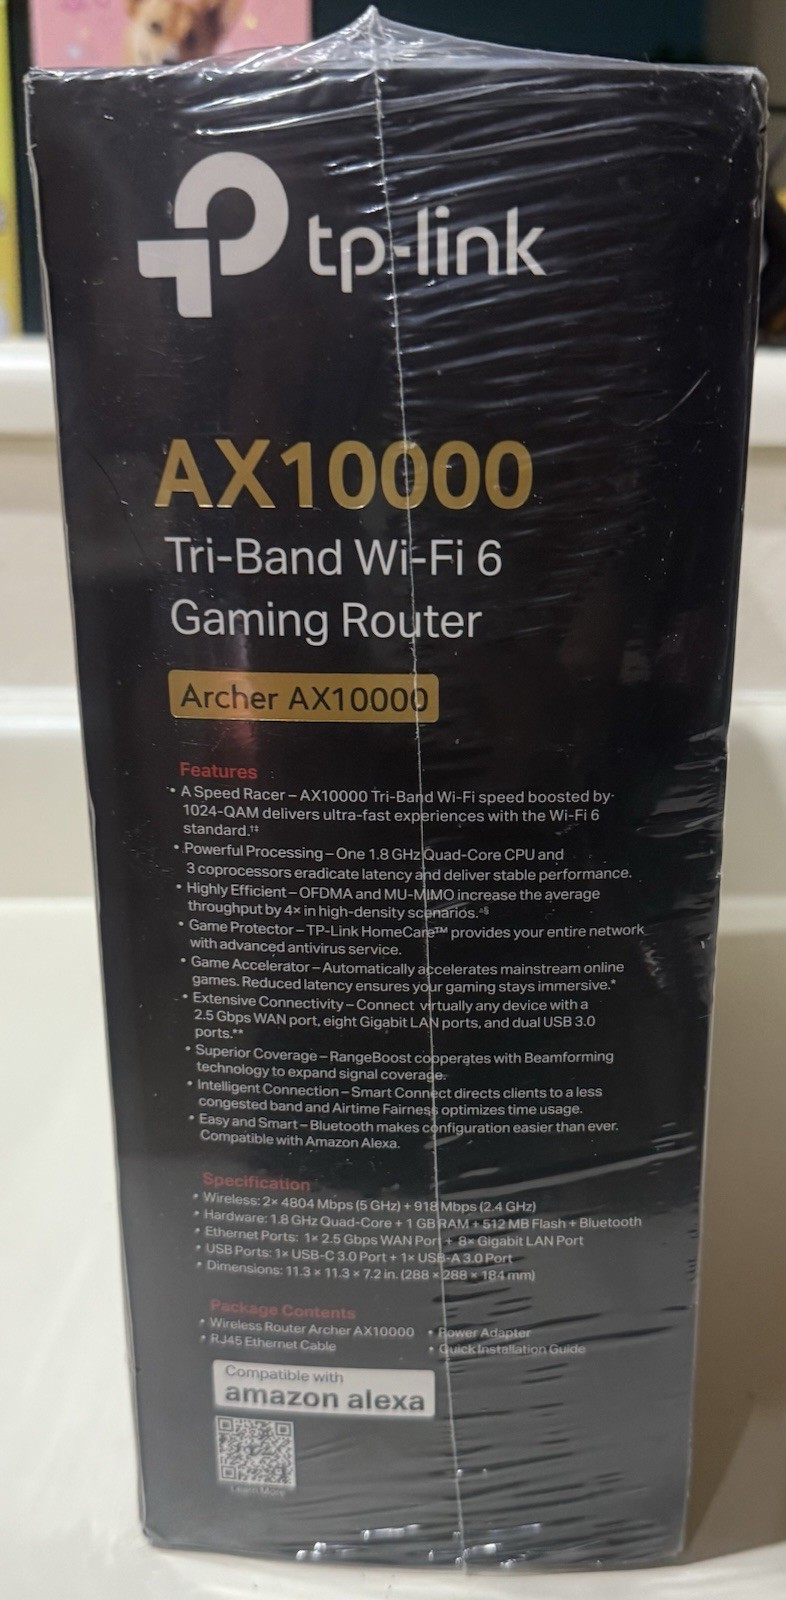 tp-link
AX10000
Tri-Band Wi-Fi 6
Gaming Router
Archer AX10000
Features
• A Speed Racer – AX10000 Tri-Band Wi-Fi speed boosted by
1024-QAM delivers ultra-fast experiences with the Wi-Fi 6
standard.†‡
• Powerful Processing – One 1.8 GHz Quad-Core CPU and
3 coprocessors eradicate latency and deliver stable performance.
• Highly Efficient – OFDMA and MU-MIMO increase the average
throughput by 4× in high-density scenarios.△§
• Game Protector – TP-Link HomeCare™ provides your entire network
with advanced antivirus service.
• Game Accelerator – Automatically accelerates mainstream online
games. Reduced latency ensures your gaming stays immersive.*
• Extensive Connectivity – Connect virtually any device with a
2.5 Gbps WAN port, eight Gigabit LAN ports, and dual USB 3.0
ports.**
• Superior Coverage – RangeBoost cooperates with Beamforming
technology to expand signal coverage.
• Intelligent Connection – Smart Connect directs clients to a less
congested band and Airtime Fairness optimizes time usage.
• Easy and Smart – Bluetooth makes configuration easier than ever.
Compatible with Amazon Alexa.
Specification
• Wireless: 2× 4804 Mbps (5 GHz) + 918 Mbps (2.4 GHz)
• Hardware: 1.8 GHz Quad-Core + 1 GB RAM + 512 MB Flash + Bluetooth
• Ethernet Ports: 1× 2.5 Gbps WAN Port + 8× Gigabit LAN Port
• USB Ports: 1× USB-C 3.0 Port + 1× USB-A 3.0 Port
• Dimensions: 11.3 × 11.3 × 7.2 in. (288 × 288 × 184 mm)
Package Contents
• Wireless Router Archer AX10000 • Power Adapter
• RJ45 Ethernet Cable • Quick Installation Guide
Compatible with
amazon alexa
Learn More